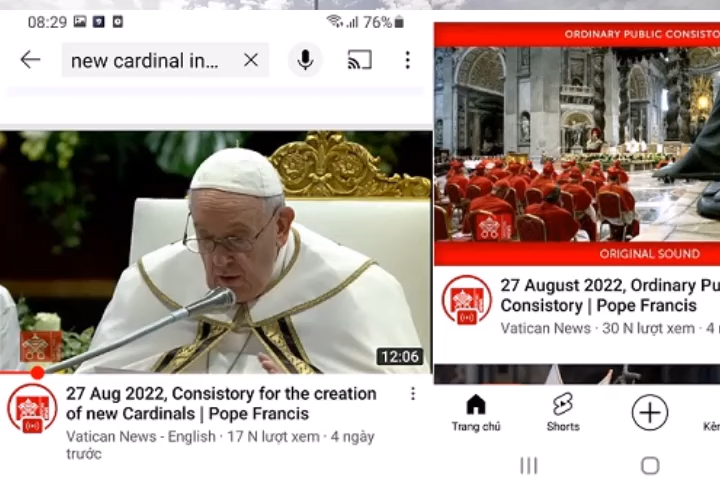 08:29
76%
new cardinal in...
12:06
27 Aug 2022, Consistory for the creation
of new Cardinals | Pope Francis
Vatican News - English · 17 N lượt xem · 4 ngày
trước
ORDINARY PUBLIC CONSISTO
ORIGINAL SOUND
27 August 2022, Ordinary Pu
Consistory | Pope Francis
Vatican News · 30 N lượt xem · 4 n
Trang chủ
Shorts
Kên